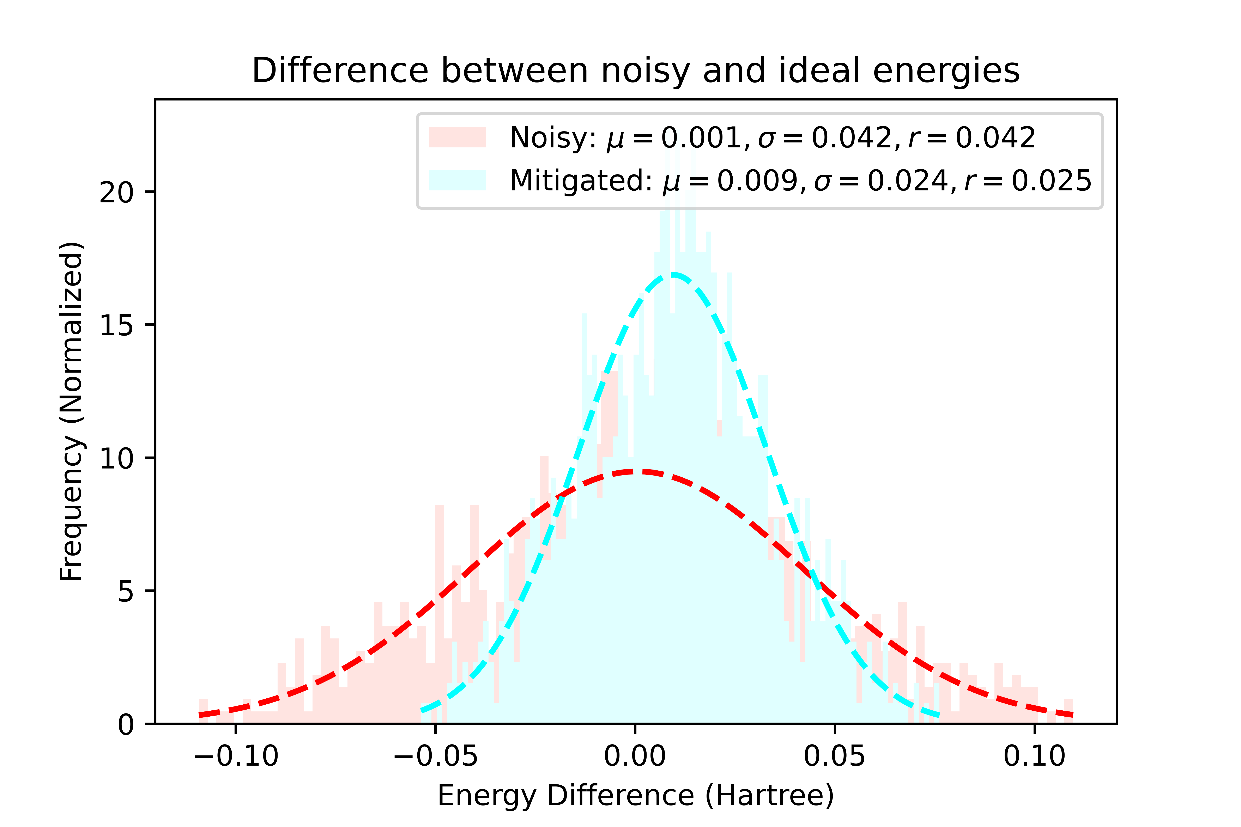 Difference between noisy and ideal energies
Noisy: μ = 0.001, σ = 0.042, r = 0.042
Mitigated: μ = 0.009, σ = 0.024, r = 0.025
Frequency (Normalized)
20
15
10
5
0
−0.10 −0.05 0.00 0.05 0.10
Energy Difference (Hartree)